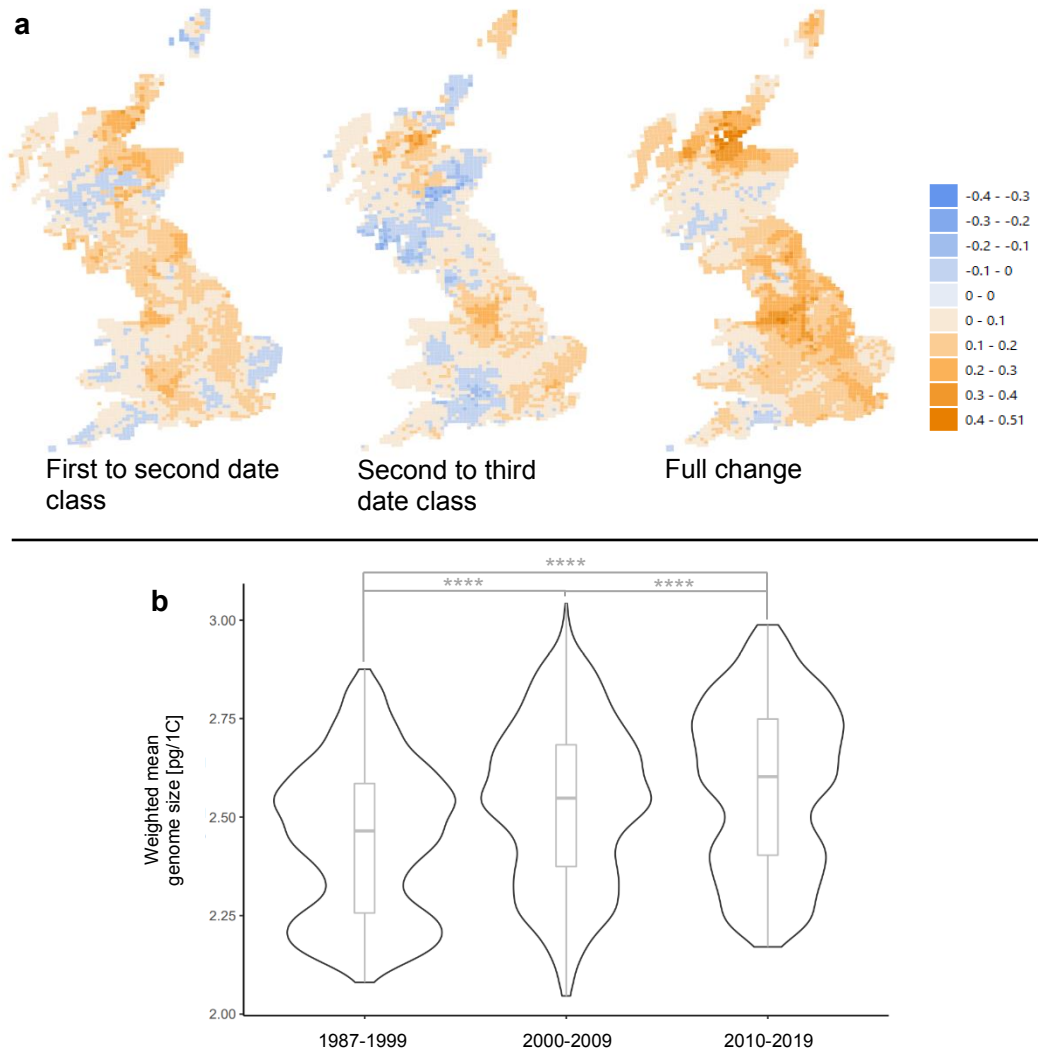 a
-0.4 - -0.3
-0.3 - -0.2
-0.2 - -0.1
-0.1 - 0
0 - 0
0 - 0.1
0.1 - 0.2
0.2 - 0.3
0.3 - 0.4
0.4 - 0.51
First to second date
class
Second to third
date class
Full change
b
****
****
****
3.00
2.75
2.50
2.25
2.00
Weighted mean
genome size [pg/1C]
1987-1999
2000-2009
2010-2019